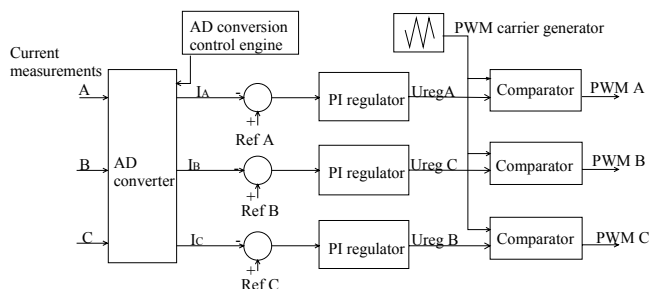 AD conversion
control engine
PWM carrier generator
Current
measurements
A
IA
-
+
Ref A
PI regulator
UregA
Comparator
PWM A
B
AD
converter
IB
-
+
Ref B
PI regulator
Ureg C
Comparator
PWM B
C
IC
-
+
Ref C
PI regulator
Ureg B
Comparator
PWM C